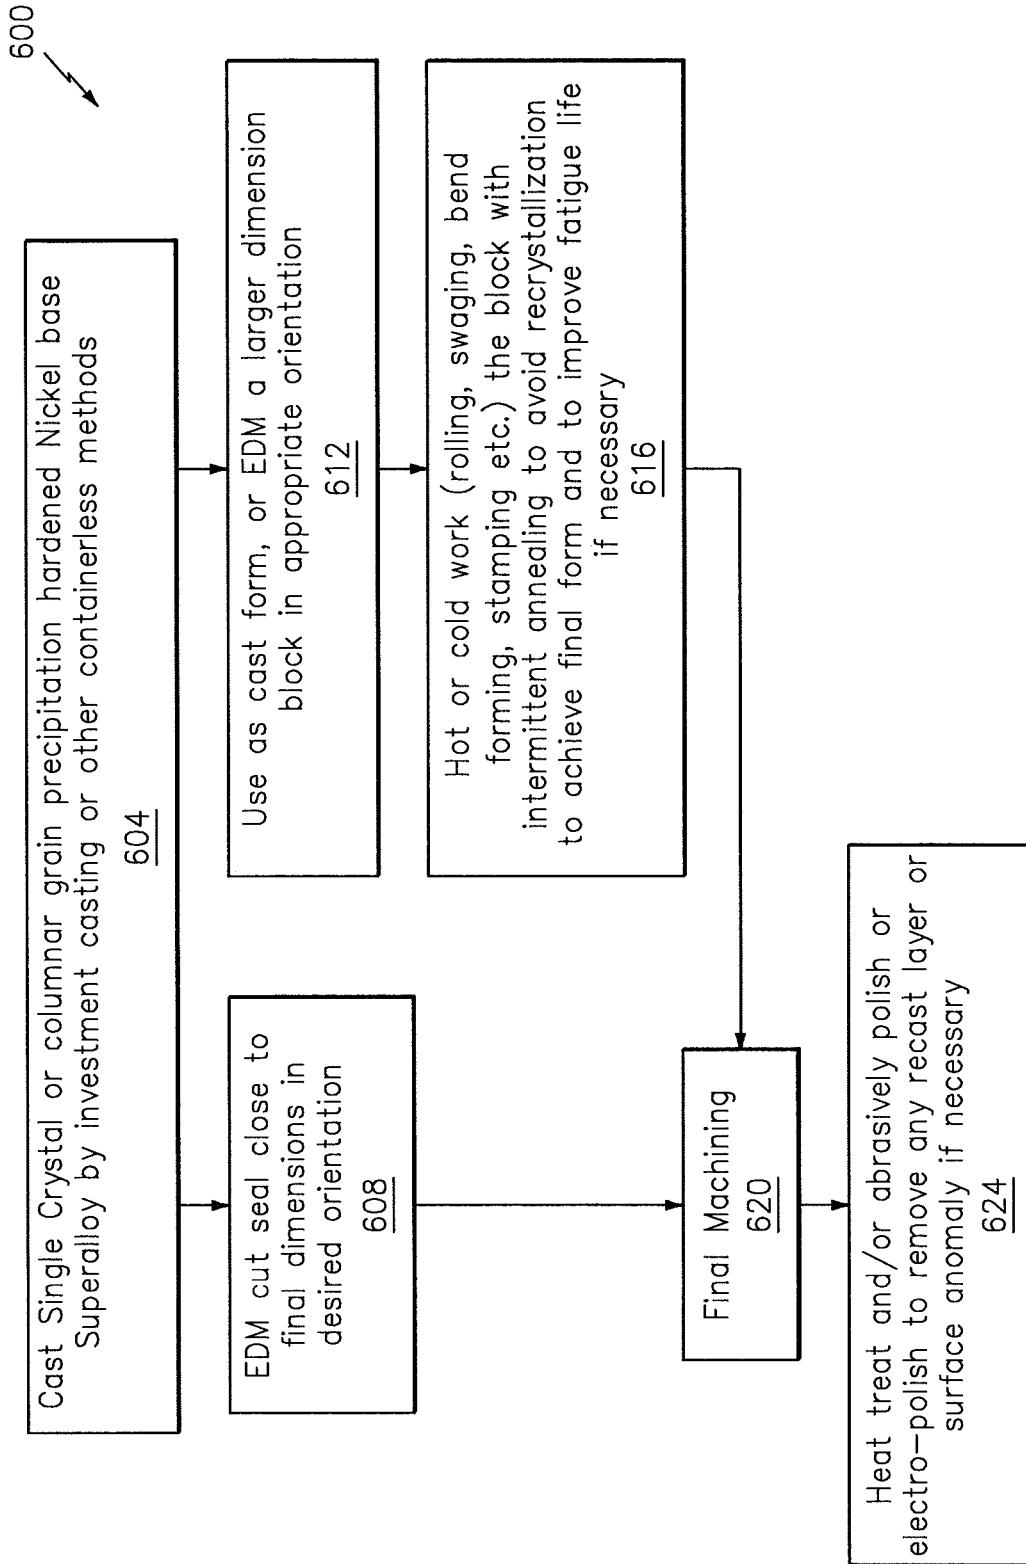 600
Cast Single Crystal or columnar grain precipitation hardened Nickel base
Superalloy by investment casting or other containerless methods
604
EDM cut seal close to
final dimensions in
desired orientation
608
Use as cast form, or EDM a larger dimension
block in appropriate orientation
612
Hot or cold work (rolling, swaging, bend
forming, stamping etc.) the block with
intermittent annealing to avoid recrystallization
to achieve final form and to improve fatigue life
if necessary
616
Final Machining
620
Heat treat and/or abrasively polish or
electro-polish to remove any recast layer or
surface anomaly if necessary
624